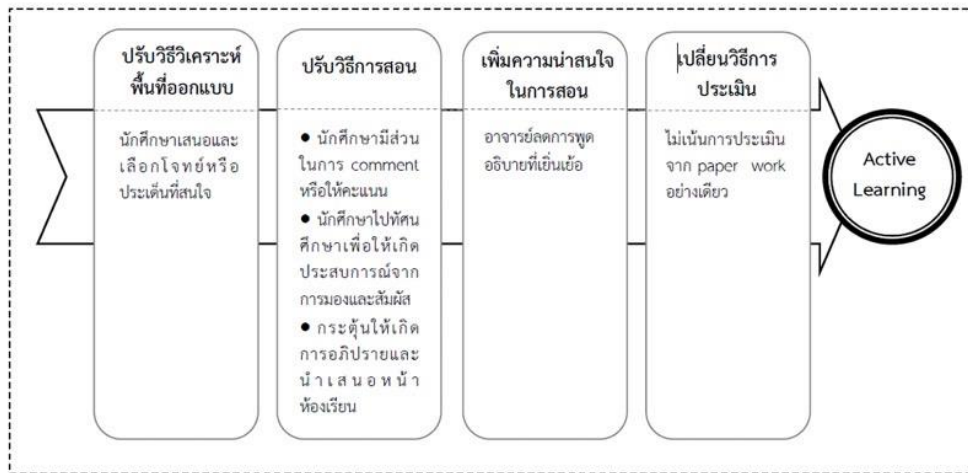 ปรับวิธีวิเคราะห์
พื้นที่ออกแบบ
นักศึกษาเสนอและ
เลือกโจทย์หรือ
ประเด็นที่สนใจ
ปรับวิธีการสอน
● นักศึกษามีส่วน
ในการ comment
หรือให้คะแนน
● นักศึกษาไปทัศน
ศึกษาเพื่อให้เกิด
ประสบการณ์จาก
การมองและสัมผัส
● กระตุ้นให้เกิด
การอภิปรายและ
นำเสนอหน้า
ห้องเรียน
เพิ่มความน่าสนใจ
ในการสอน
อาจารย์ลดการพูด
อธิบายที่เยิ่นเย้อ
เปลี่ยนวิธีการ
ประเมิน
ไม่เน้นการประเมิน
จาก paper work
อย่างเดียว
Active
Learning